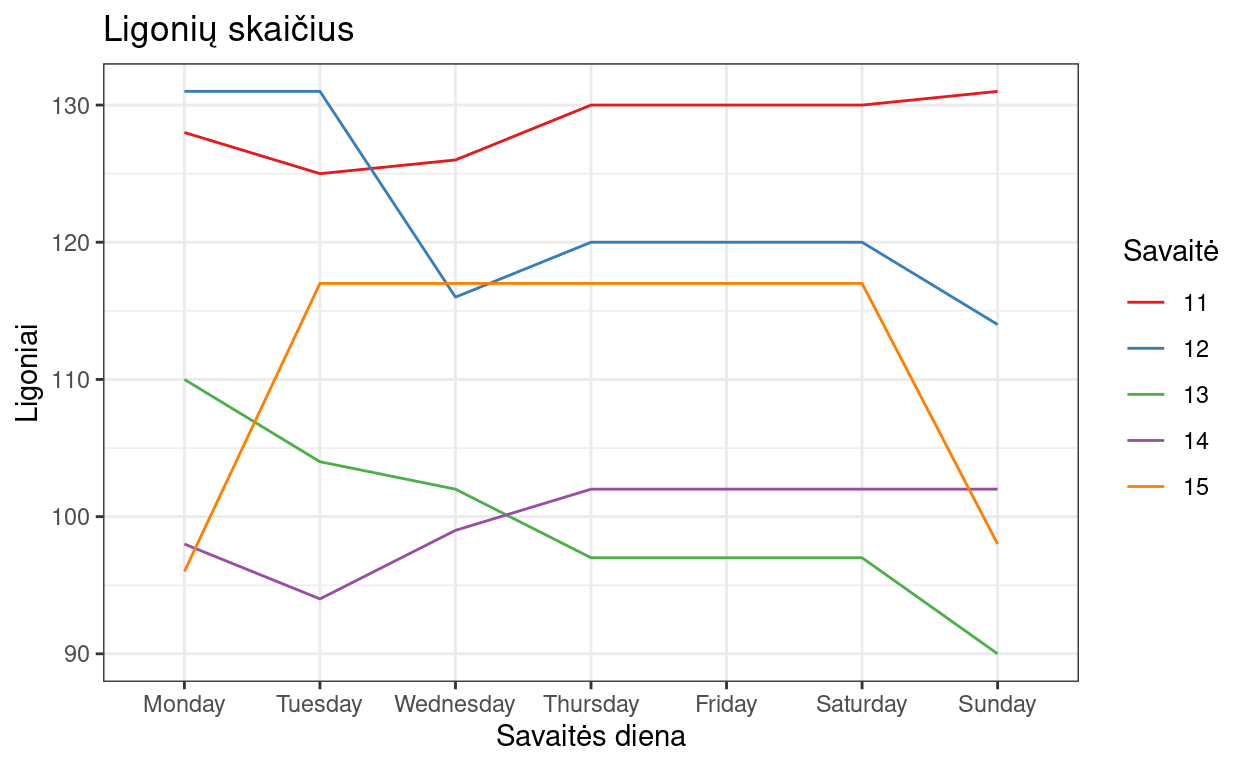 Ligonių skaičius
130
120
110
100
90
Ligoniai
Monday Tuesday Wednesday Thursday Friday Saturday Sunday
Savaitės diena
Savaitė
11
12
13
14
15